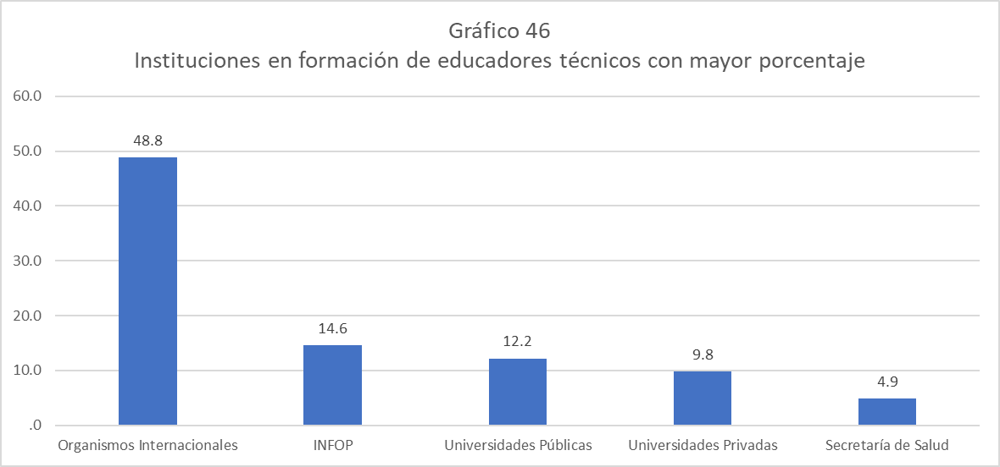 Gráfico 46
Instituciones en formación de educadores técnicos con mayor porcentaje
60.0
50.0
40.0
30.0
20.0
10.0
.0
48.8
14.6
12.2
9.8
4.9
Organismos Internacionales
INFOP
Universidades Públicas
Universidades Privadas
Secretaría de Salud